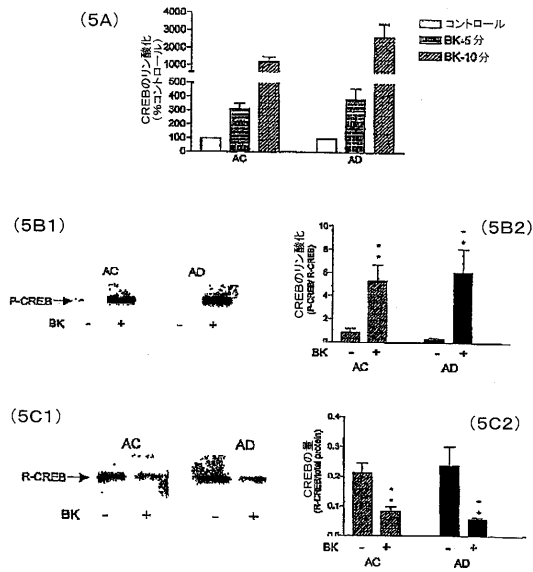 (5A)
CREBのリン酸化
(%コントロール)
4000
3000
2000
1000
500
400
300
200
100
0
AC
AD
コントロール
BK-5分
BK-10分
(5B1)
AC AD
P-CREB
BK - + - +
(5B2)
CREBのリン酸化
(P-CREB/ R-CREB)
10
8
6
4
2
0
BK - + - +
AC AD
(5C1)
AC AD
R-CREB
BK - + - +
(5C2)
CREBの量
(R-CREB/total protein)
0.4
0.3
0.2
0.1
0.0
BK - + - +
AC AD